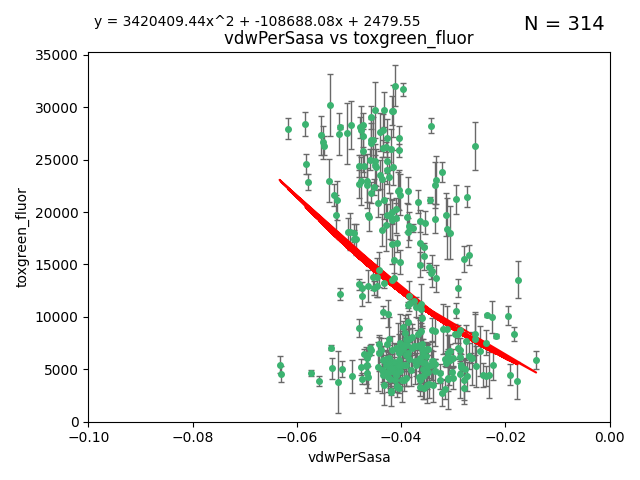 y = 3420409.44x^2 + -108688.08x + 2479.55
N = 314
vdwPerSasa vs toxgreen_fluor
35000
30000
25000
20000
15000
10000
5000
0
toxgreen_fluor
−0.10 −0.08 −0.06 −0.04 −0.02 0.00
vdwPerSasa